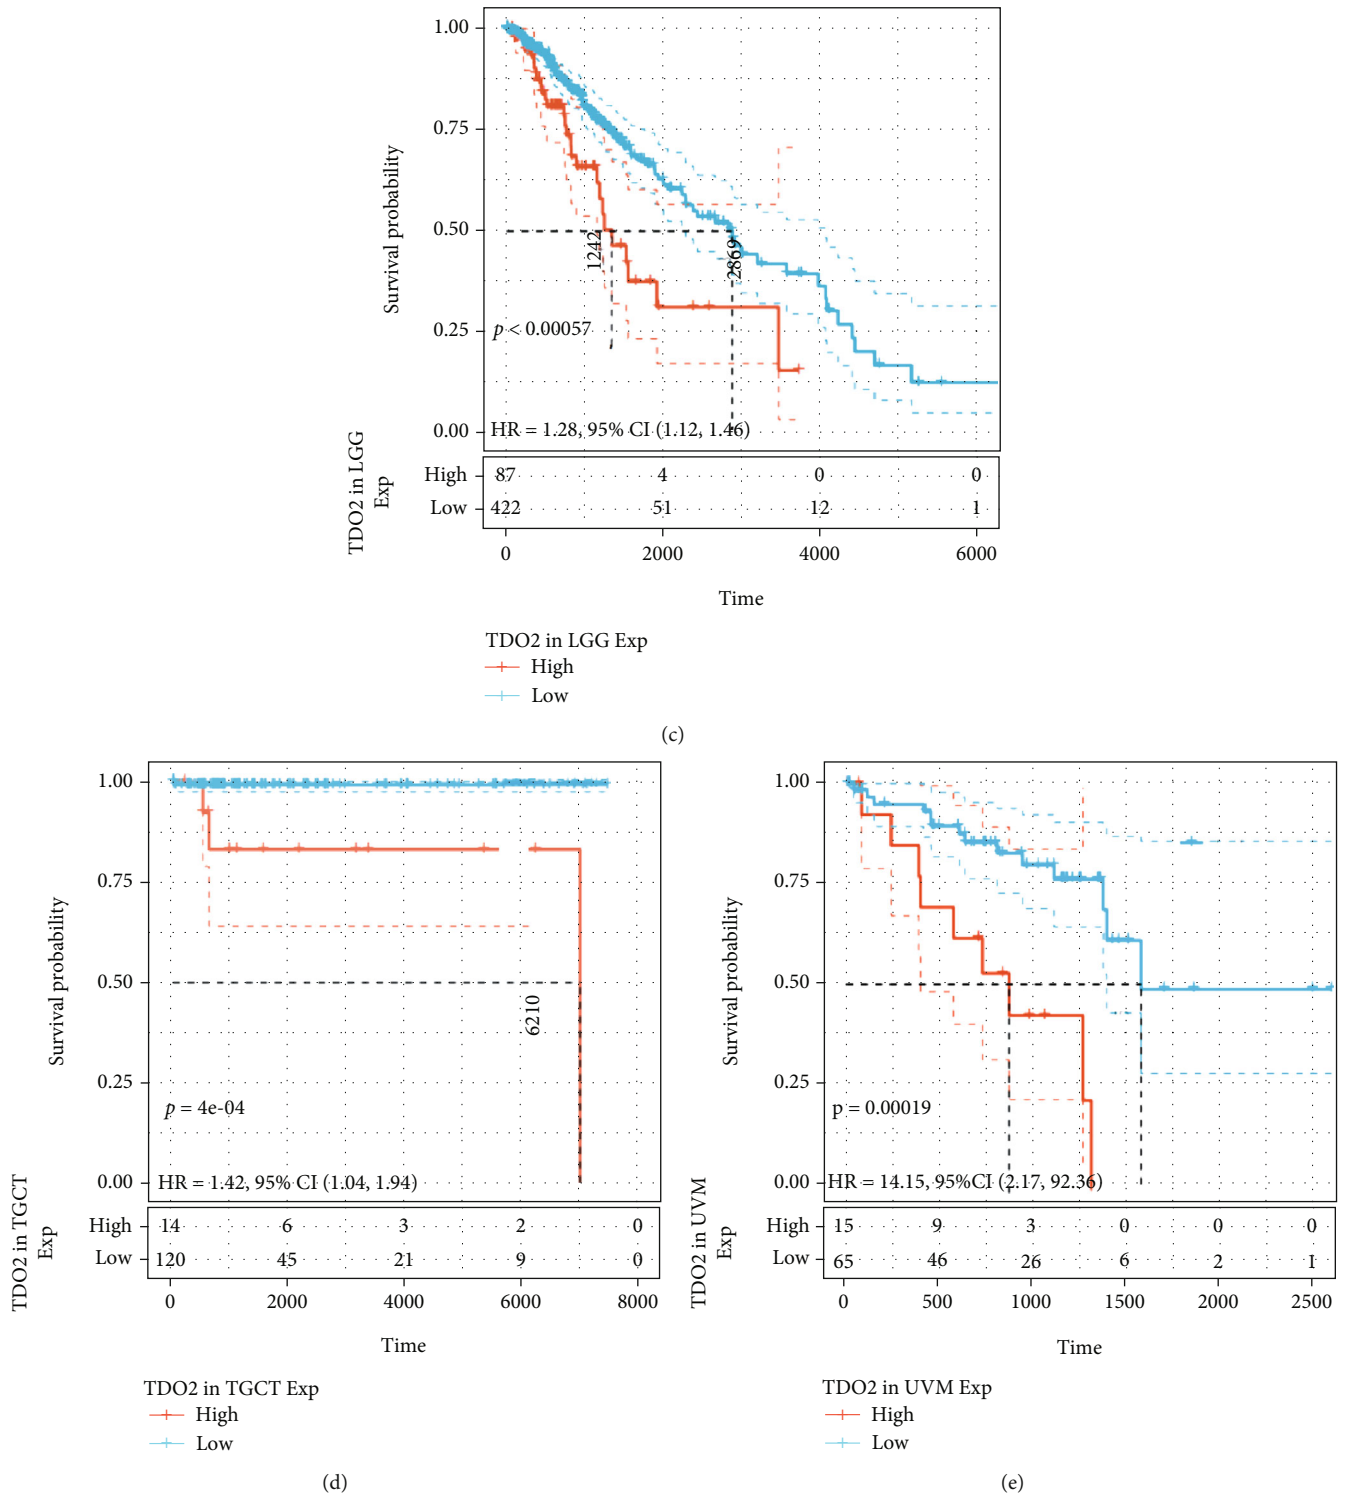 1.00
0.75
0.50
0.25
0.00
Survival probability
1242
2869
p < 0.00057
HR = 1.28, 95% CI (1.12, 1.46)
TDO2 in LGG
Exp
High 87 4 0 0
Low 422 51 12 1
0 2000 4000 6000
Time
TDO2 in LGG Exp
High
Low
(c)
1.00
0.75
0.50
0.25
0.00
Survival probability
6210
p = 4e-04
HR = 1.42, 95% CI (1.04, 1.94)
TDO2 in TGCT
Exp
High 14 6 3 2 0
Low 120 45 21 9 0
0 2000 4000 6000 8000
Time
TDO2 in TGCT Exp
High
Low
(d)
1.00
0.75
0.50
0.25
0.00
Survival probability
p = 0.00019
HR = 14.15, 95%CI (2.17, 92.36)
TDO2 in UVM
Exp
High 15 9 3 0 0 0
Low 65 46 26 6 2 1
0 500 1000 1500 2000 2500
Time
TDO2 in UVM Exp
High
Low
(e)